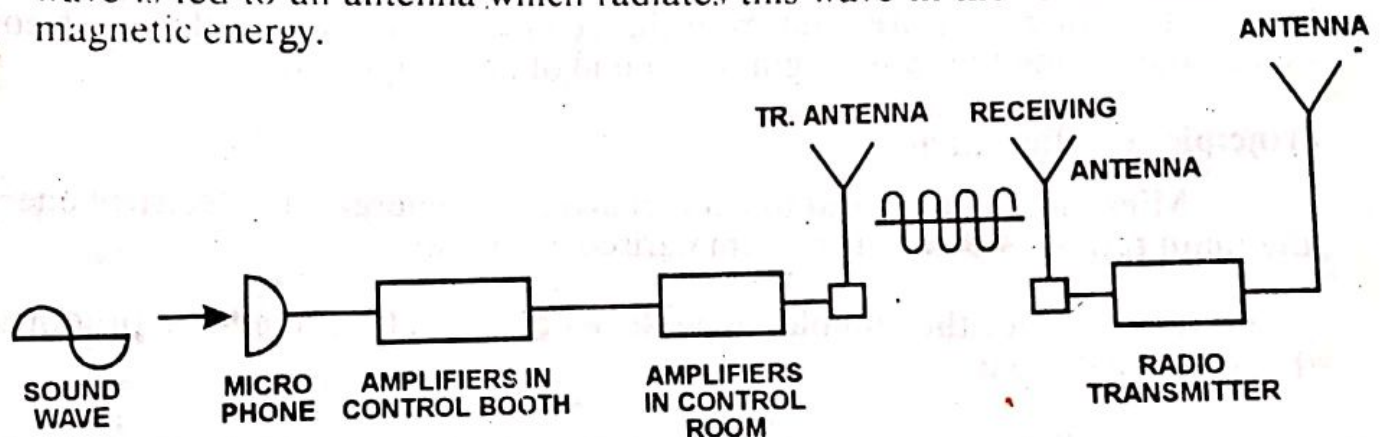 magnetic energy.
ANTENNA
TR. ANTENNA RECEIVING
ANTENNA
SOUND
WAVE
MICRO
PHONE
AMPLIFIERS IN
CONTROL BOOTH
AMPLIFIERS
IN CONTROL
ROOM
RADIO
TRANSMITTER